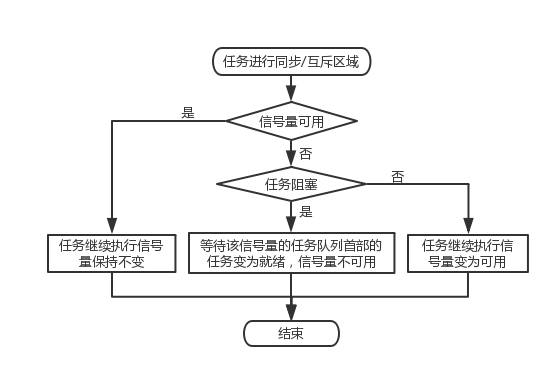 任务进行同步/互斥区域
是
信号量可用
否
任务阻塞
否
是
任务继续执行信号
量保持不变
等待该信号量的任务队列首部的
任务变为就绪，信号量不可用
任务继续执行信
号量变为可用
结束